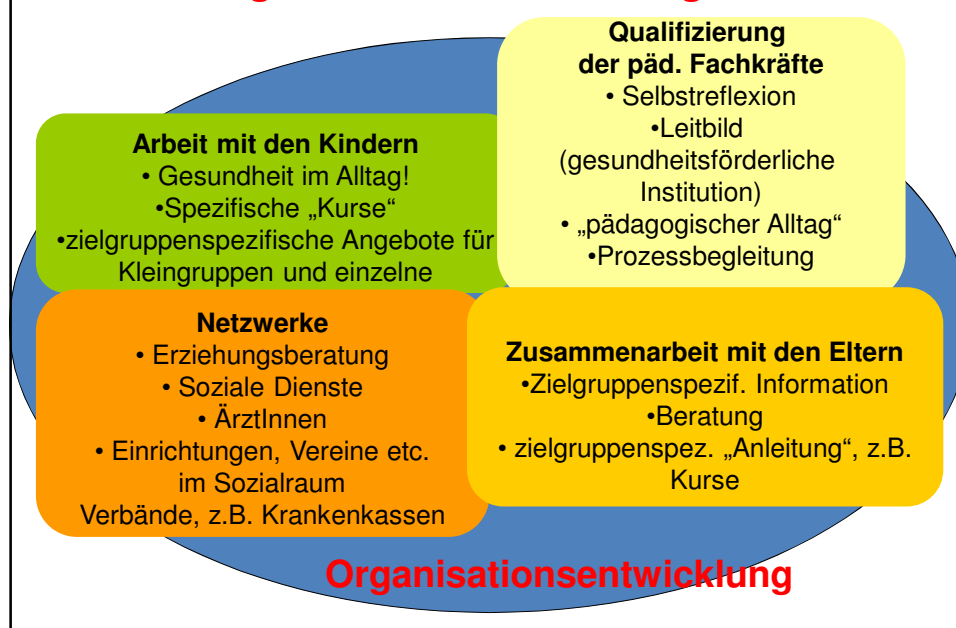 Qualifizierung
der päd. Fachkräfte
• Selbstreflexion
•Leitbild
(gesundheitsförderliche
Institution)
• „pädagogischer Alltag“
•Prozessbegleitung
Arbeit mit den Kindern
• Gesundheit im Alltag!
•Spezifische „Kurse“
•zielgruppenspezifische Angebote für
Kleingruppen und einzelne
Netzwerke
• Erziehungsberatung
• Soziale Dienste
• ÄrztInnen
• Einrichtungen, Vereine etc.
im Sozialraum
Verbände, z.B. Krankenkassen
Zusammenarbeit mit den Eltern
•Zielgruppenspezif. Information
•Beratung
• zielgruppenspez. „Anleitung“, z.B.
Kurse
Organisationsentwicklung